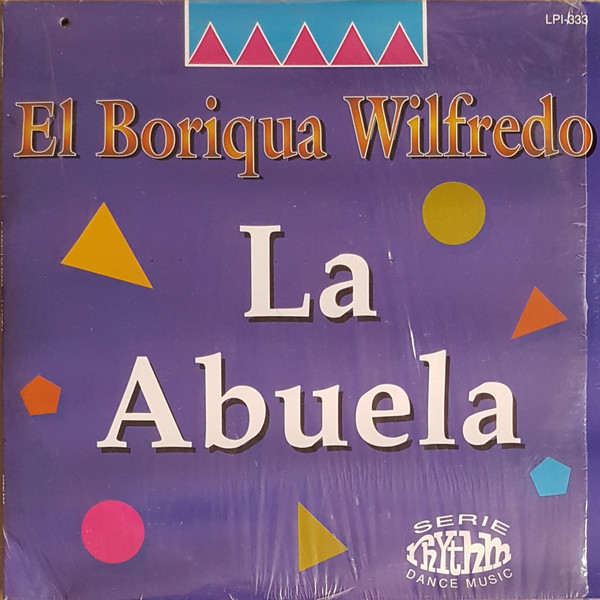 LPI-333
El Boriqua Wilfredo
La
Abuela
SERIE
rhythm
DANCE MUSIC